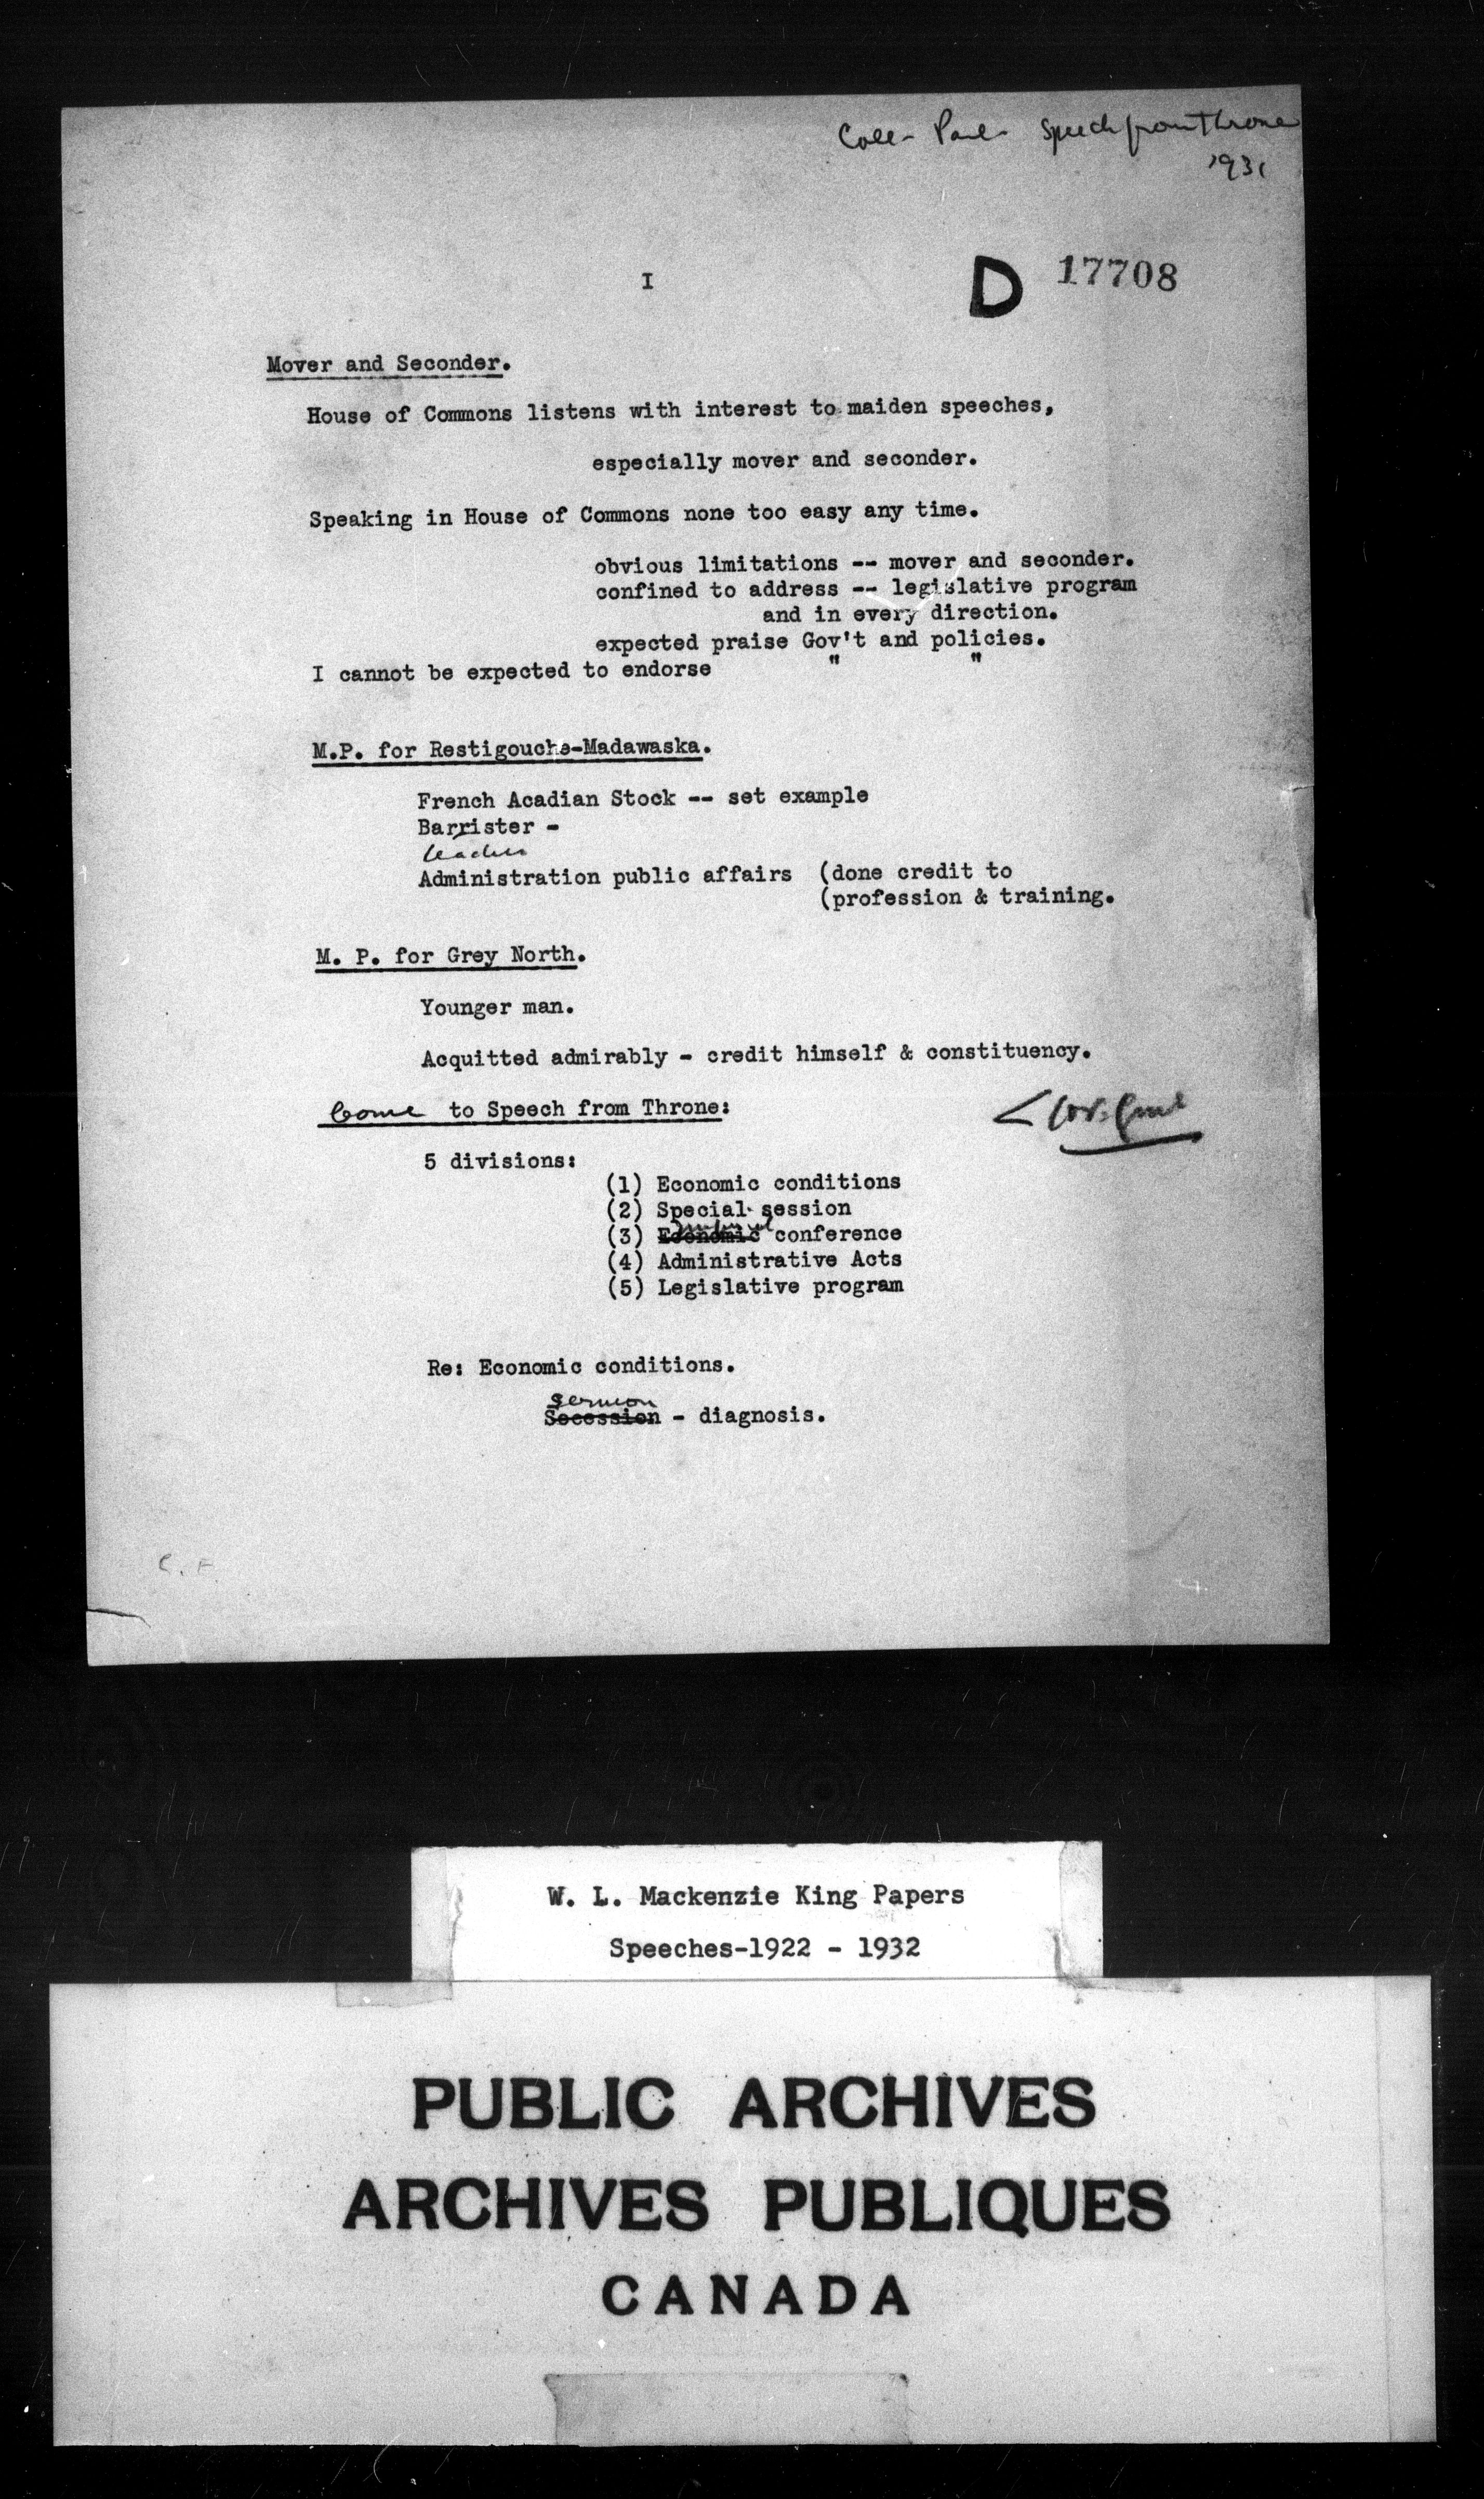 Speech from Throne
1931
I
D 17708
Mover and Seconder.
House of Commons listens with interest to maiden speeches,
especially mover and seconder.
Speaking in House of Commons none too easy any time.
obvious limitations -- mover and seconder.
confined to address -- legislative program
and in every direction.
expected praise Gov't and policies.
I cannot be expected to endorse " "
M.P. for Restigouche-Madawaska.
French Acadian Stock -- set example
Barrister -
teacher
Administration public affairs (done credit to
(profession & training.
M. P. for Grey North.
Younger man.
Acquitted admirably - credit himself & constituency.
Come to Speech from Throne:
5 divisions:
(1) Economic conditions
(2) Special session
Imperial
(3) Economic conference
(4) Administrative Acts
(5) Legislative program
Re: Economic conditions.
Sermon
Secession - diagnosis.
C. F.
W. L. Mackenzie King Papers
Speeches-1922 - 1932
PUBLIC ARCHIVES
ARCHIVES PUBLIQUES
CANADA